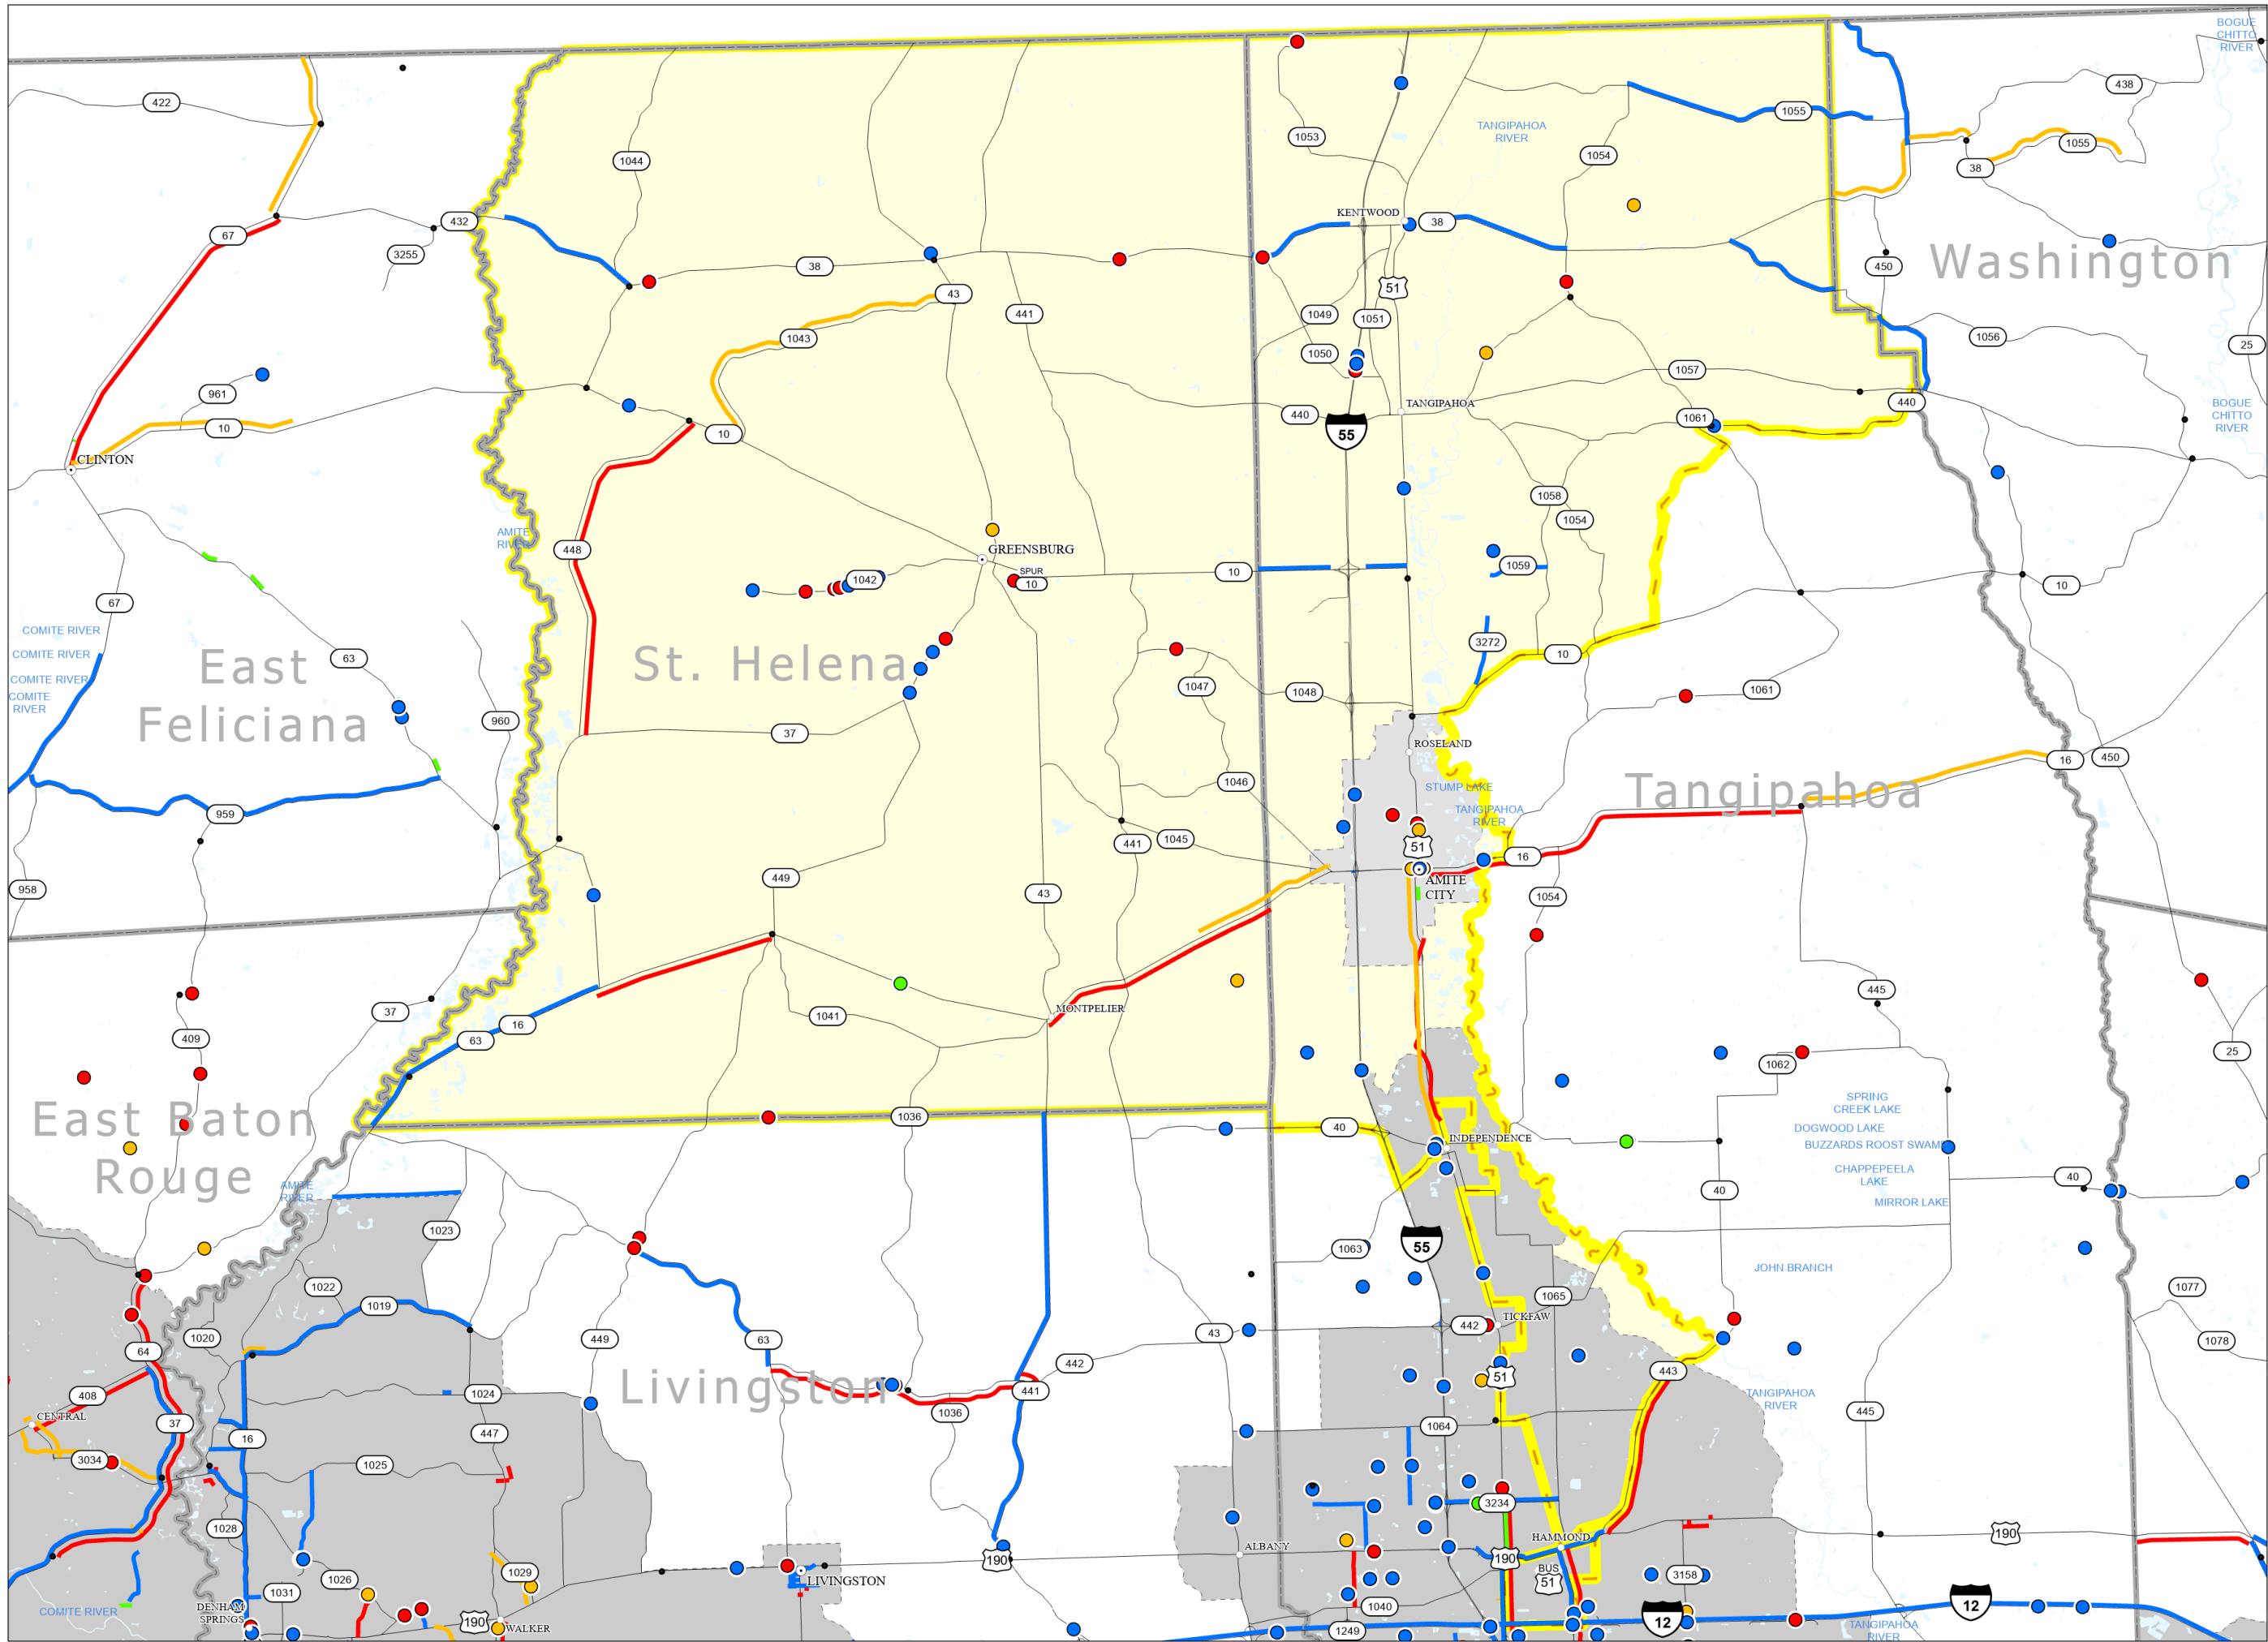 BOGUE
CHITTO
RIVER
422
438
1053
1055
TANGIPAHOA
RIVER
1055
1044
1054
38
432
KENTWOOD
38
67
3255
38
450
Washington
43
51
441
1049
1051
1043
1056
25
1050
1057
961
440
TANGIPAHOA
440
BOGUE
CHITTO
RIVER
10
10
55
1061
CLINTON
1058
1054
AMITE
RIVER
448
GREENSBURG
1059
SPUR
10
1042
10
10
67
COMITE RIVER
3272
COMITE RIVER
63
East
Feliciana
St. Helena
10
COMITE RIVER
COMITE
RIVER
1047
1048
1061
960
37
ROSELAND
16
450
1046
STUMP LAKE
Tangipahoa
959
TANGIPAHOA
RIVER
441
1045
51
16
958
449
43
AMITE
CITY
1054
37
445
16
1041
MONTPELIER
63
409
25
1062
East Baton
Rouge
1036
40
SPRING
CREEK LAKE
DOGWOOD LAKE
INDEPENDENCE
BUZZARDS ROOST SWAMP
CHAPPEPEELA
LAKE
40
AMITE
RIVER
40
MIRROR LAKE
1023
1063
55
JOHN BRANCH
1022
1077
1019
1065
TICKFAW
1020
449
63
43
442
1078
64
442
Livingston
443
408
1024
441
51
TANGIPAHOA
RIVER
CENTRAL
37
1036
445
16
447
1064
3034
1025
3234
1028
HAMMOND
190
ALBANY
190
190
BUS
51
1029
1026
LIVINGSTON
3158
1031
COMITE RIVER
DENHAM
SPRINGS
190
WALKER
1040
12
12
1249
TANGIPAHOA
RIVER